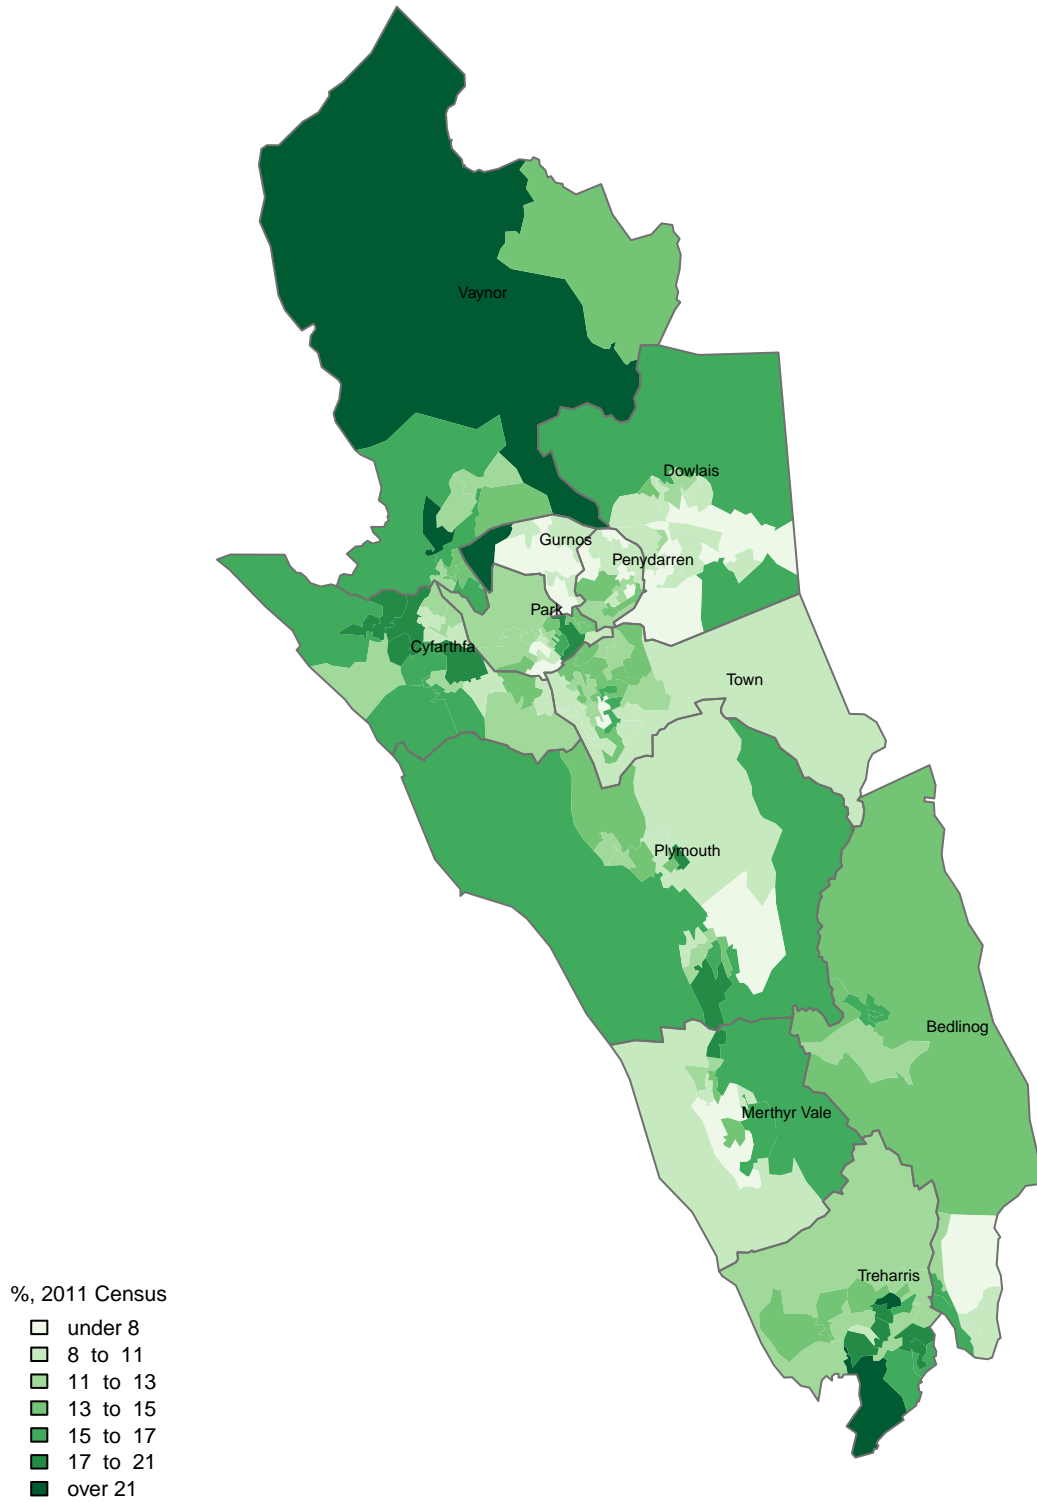 Vaynor
Dowlais
Gurnos
Penydarren
Park
Cyfarthfa
Town
Plymouth
Bedlinog
Merthyr Vale
Treharris
%, 2011 Census
under 8
8 to 11
11 to 13
13 to 15
15 to 17
17 to 21
over 21